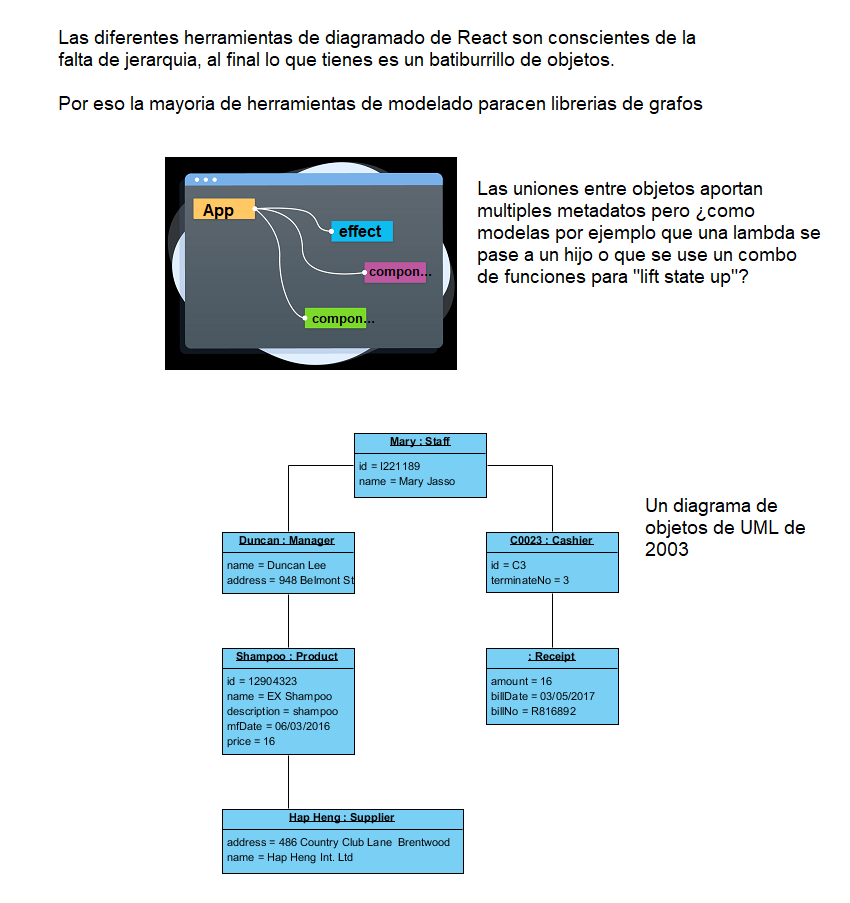 Las diferentes herramientas de diagramado de React son conscientes de la
falta de jerarquia, al final lo que tienes es un batiburrillo de objetos.
Por eso la mayoria de herramientas de modelado paracen librerias de grafos
App
effect
compon...
compon...
Las uniones entre objetos aportan
multiples metadatos pero ¿como
modelas por ejemplo que una lambda se
pase a un hijo o que se use un combo
de funciones para "lift state up"?
Mary : Staff
id = I221189
name = Mary Jasso
Duncan : Manager
name = Duncan Lee
address = 948 Belmont St
C0023 : Cashier
id = C3
terminateNo = 3
Un diagrama de
objetos de UML de
2003
Shampoo : Product
id = 12904323
name = EX Shampoo
description = shampoo
mfDate = 06/03/2016
price = 16
: Receipt
amount = 16
billDate = 03/05/2017
billNo = R816892
Hap Heng : Supplier
address = 486 Country Club Lane Brentwood
name = Hap Heng Int. Ltd